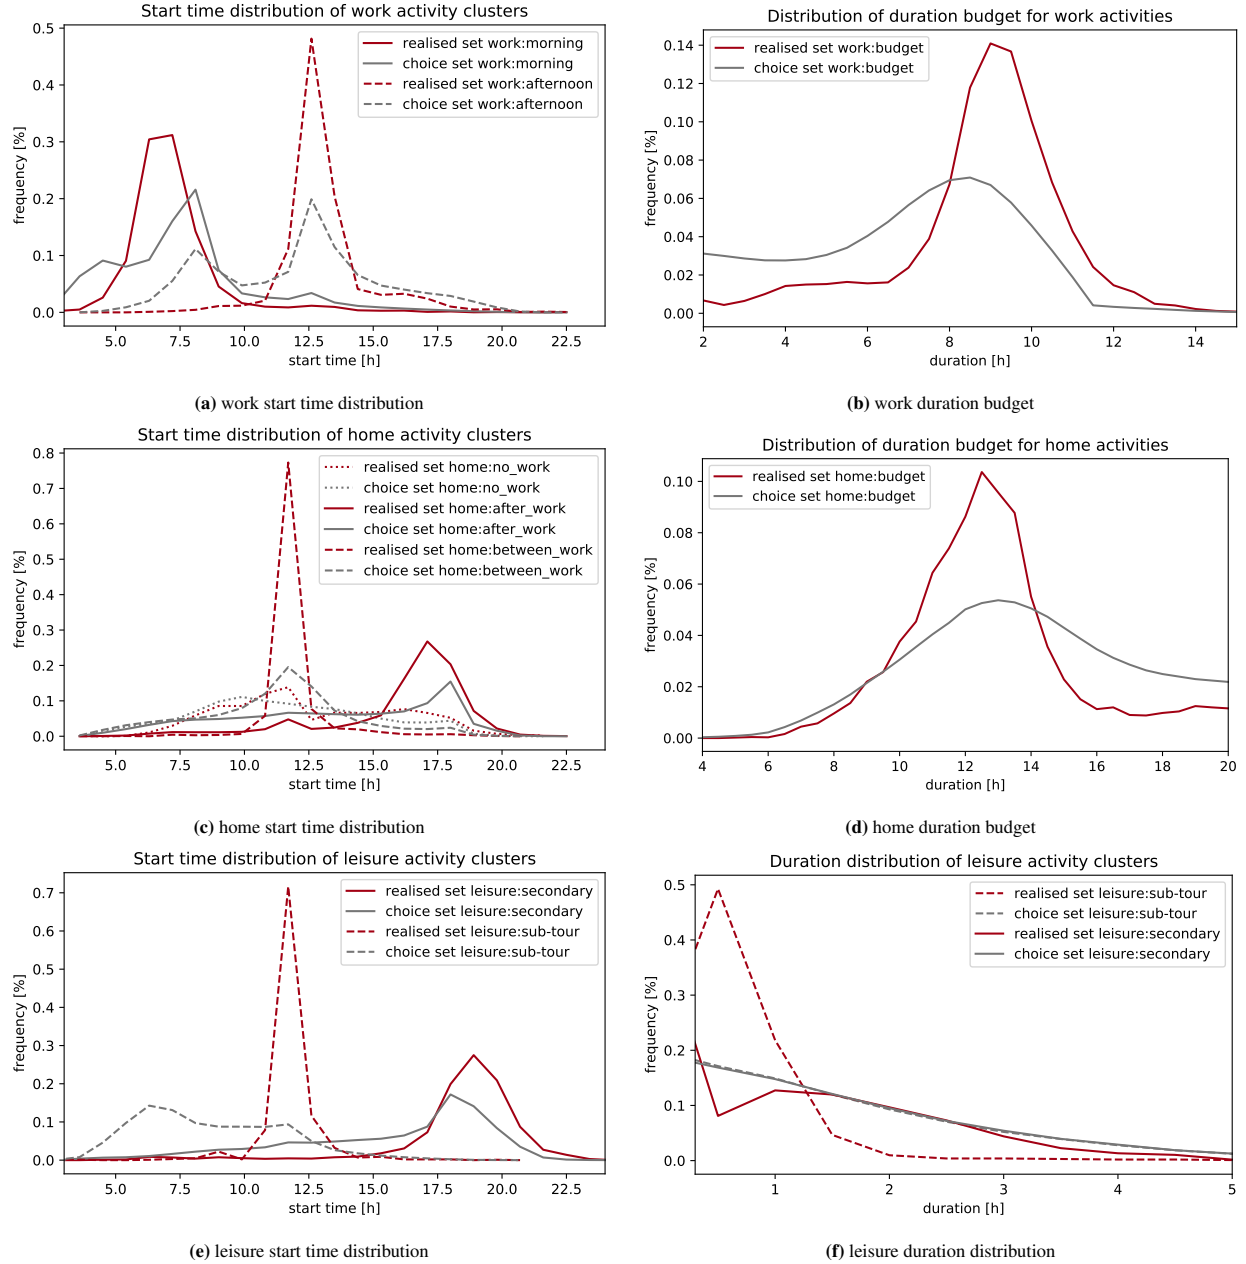 Start time distribution of work activity clusters
frequency [%]
0.5
0.4
0.3
0.2
0.1
0.0
realised set work:morning
choice set work:morning
realised set work:afternoon
choice set work:afternoon
5.0 7.5 10.0 12.5 15.0 17.5 20.0 22.5
start time [h]
(a) work start time distribution
Distribution of duration budget for work activities
frequency [%]
0.14
0.12
0.10
0.08
0.06
0.04
0.02
0.00
realised set work:budget
choice set work:budget
2 4 6 8 10 12 14
duration [h]
(b) work duration budget
Start time distribution of home activity clusters
frequency [%]
0.8
0.7
0.6
0.5
0.4
0.3
0.2
0.1
0.0
realised set home:no_work
choice set home:no_work
realised set home:after_work
choice set home:after_work
realised set home:between_work
choice set home:between_work
5.0 7.5 10.0 12.5 15.0 17.5 20.0 22.5
start time [h]
(c) home start time distribution
Distribution of duration budget for home activities
frequency [%]
0.10
0.08
0.06
0.04
0.02
0.00
realised set home:budget
choice set home:budget
4 6 8 10 12 14 16 18 20
duration [h]
(d) home duration budget
Start time distribution of leisure activity clusters
frequency [%]
0.7
0.6
0.5
0.4
0.3
0.2
0.1
0.0
realised set leisure:secondary
choice set leisure:secondary
realised set leisure:sub-tour
choice set leisure:sub-tour
5.0 7.5 10.0 12.5 15.0 17.5 20.0 22.5
start time [h]
(e) leisure start time distribution
Duration distribution of leisure activity clusters
frequency [%]
0.5
0.4
0.3
0.2
0.1
0.0
realised set leisure:sub-tour
choice set leisure:sub-tour
realised set leisure:secondary
choice set leisure:secondary
1 2 3 4 5
duration [h]
(f) leisure duration distribution